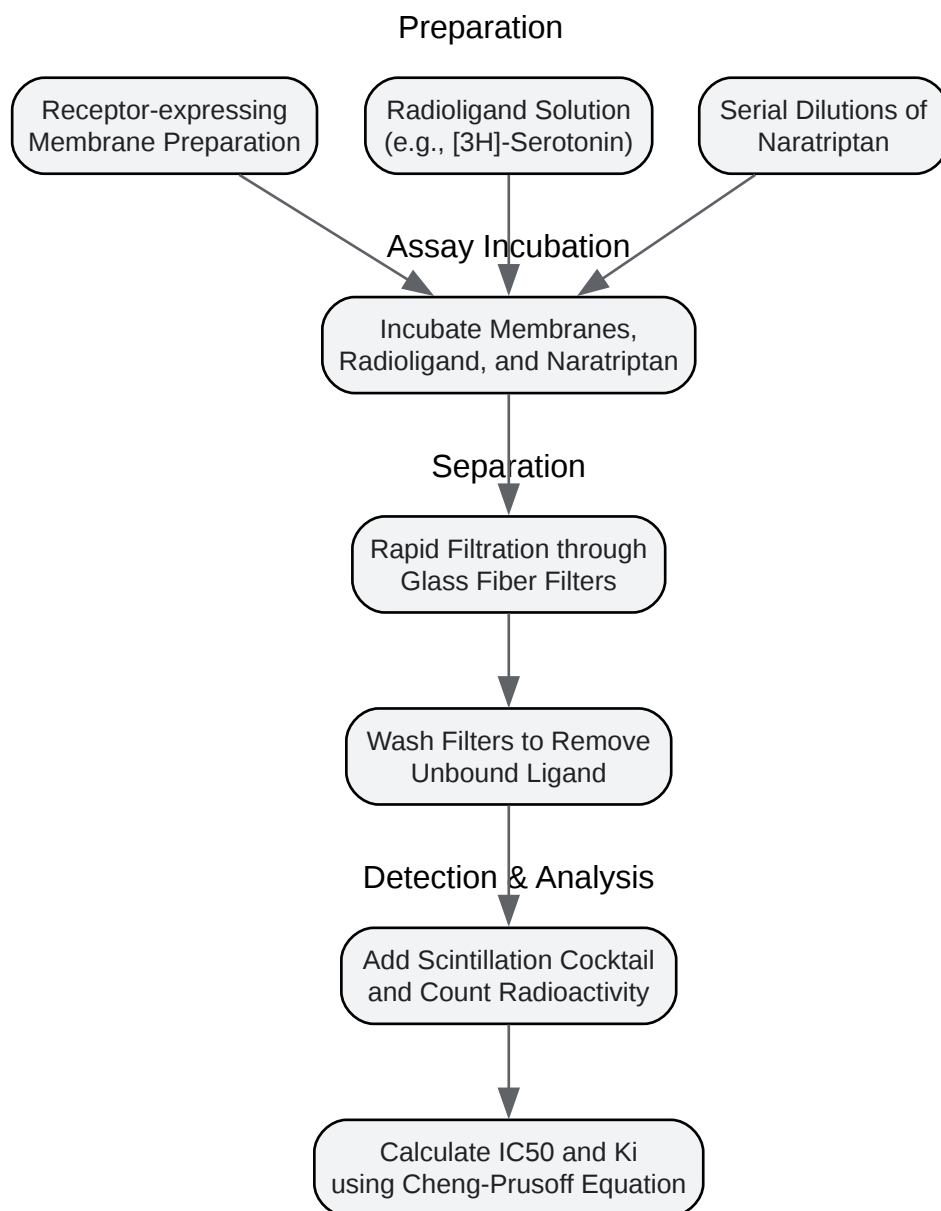 Preparation
Receptor-expressing
Membrane Preparation
Radioligand Solution
(e.g., [3H]-Serotonin)
Serial Dilutions of
Naratriptan
Assay Incubation
Incubate Membranes,
Radioligand, and Naratriptan
Separation
Rapid Filtration through
Glass Fiber Filters
Wash Filters to Remove
Unbound Ligand
Detection & Analysis
Add Scintillation Cocktail
and Count Radioactivity
Calculate IC50 and Ki
using Cheng-Prusoff Equation